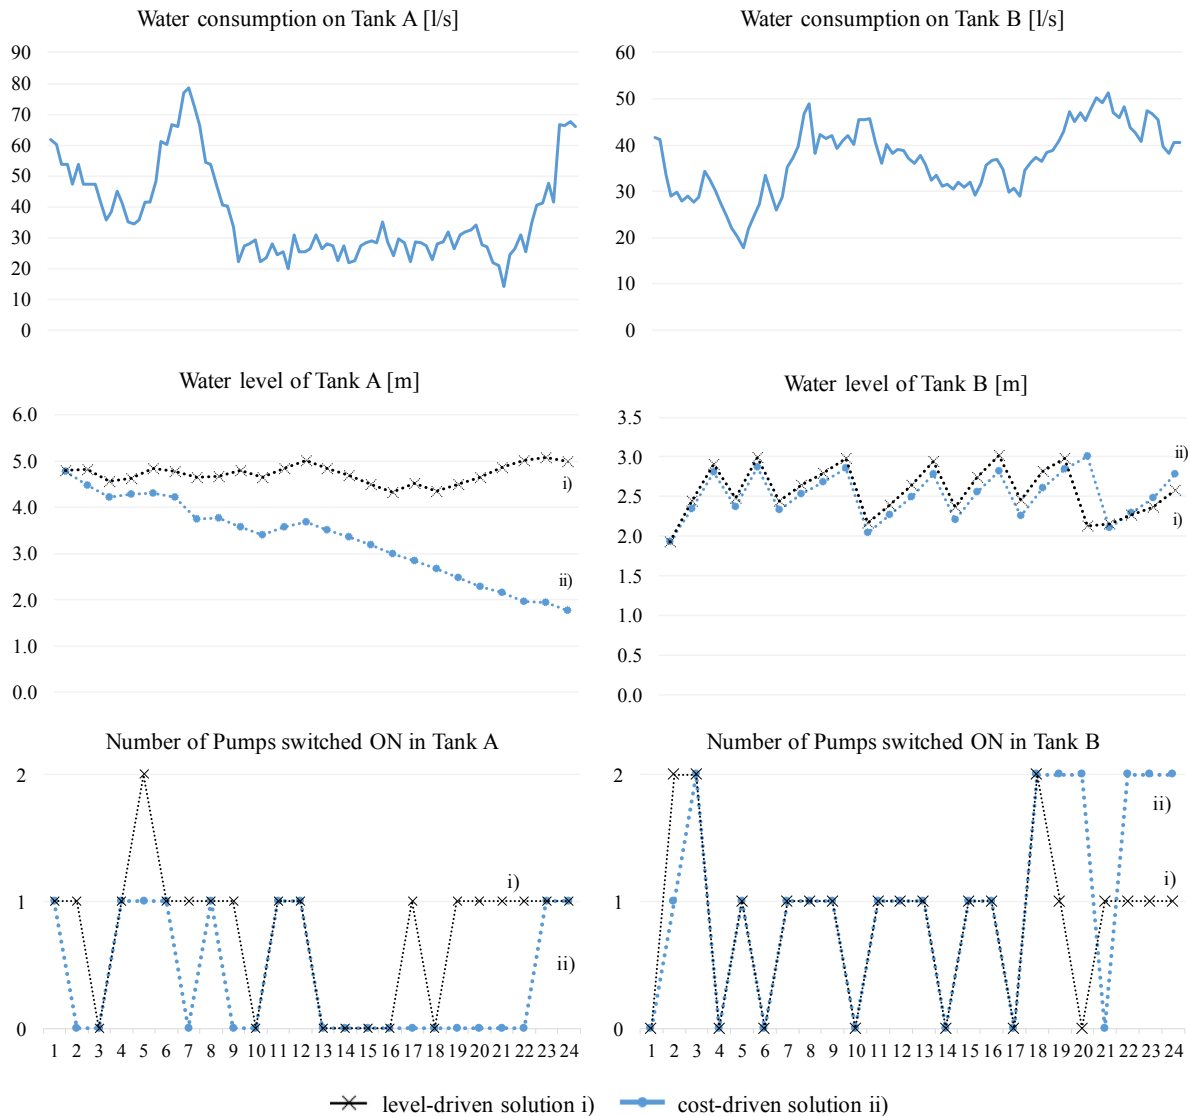 Water consumption on Tank A [l/s]
90
80
70
60
50
40
30
20
10
0
Water consumption on Tank B [l/s]
60
50
40
30
20
10
0
Water level of Tank A [m]
6.0
5.0
4.0
3.0
2.0
1.0
0.0
i)
ii)
Water level of Tank B [m]
3.5
3.0
2.5
2.0
1.5
1.0
0.5
0.0
ii)
i)
Number of Pumps switched ON in Tank A
2
1
0
i)
ii)
1 2 3 4 5 6 7 8 9 10 11 12 13 14 15 16 17 18 19 20 21 22 23 24
Number of Pumps switched ON in Tank B
2
1
0
ii)
i)
1 2 3 4 5 6 7 8 9 10 11 12 13 14 15 16 17 18 19 20 21 22 23 24
level-driven solution i) cost-driven solution ii)